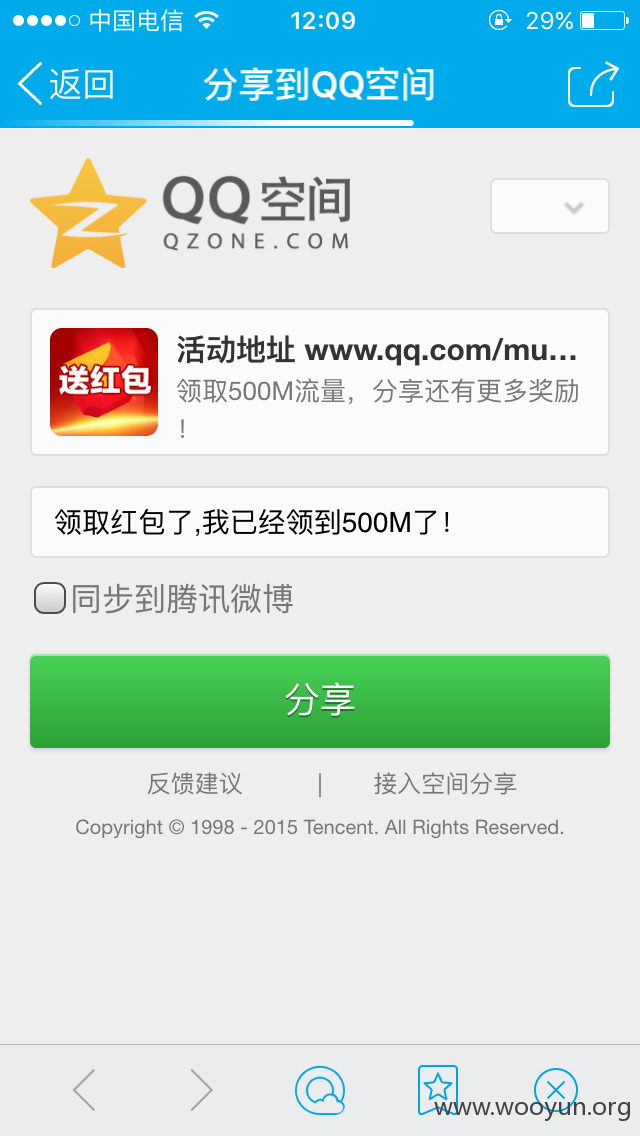 中国电信 12:09 29%
返回 分享到QQ空间
QQ空间
QZONE.COM
送红包
活动地址 www.qq.com/mu...
领取500M流量，分享还有更多奖励
！
领取红包了,我已经领到500M了！
同步到腾讯微博
分享
反馈建议 | 接入空间分享
Copyright © 1998 - 2015 Tencent. All Rights Reserved.
www.wooyun.org